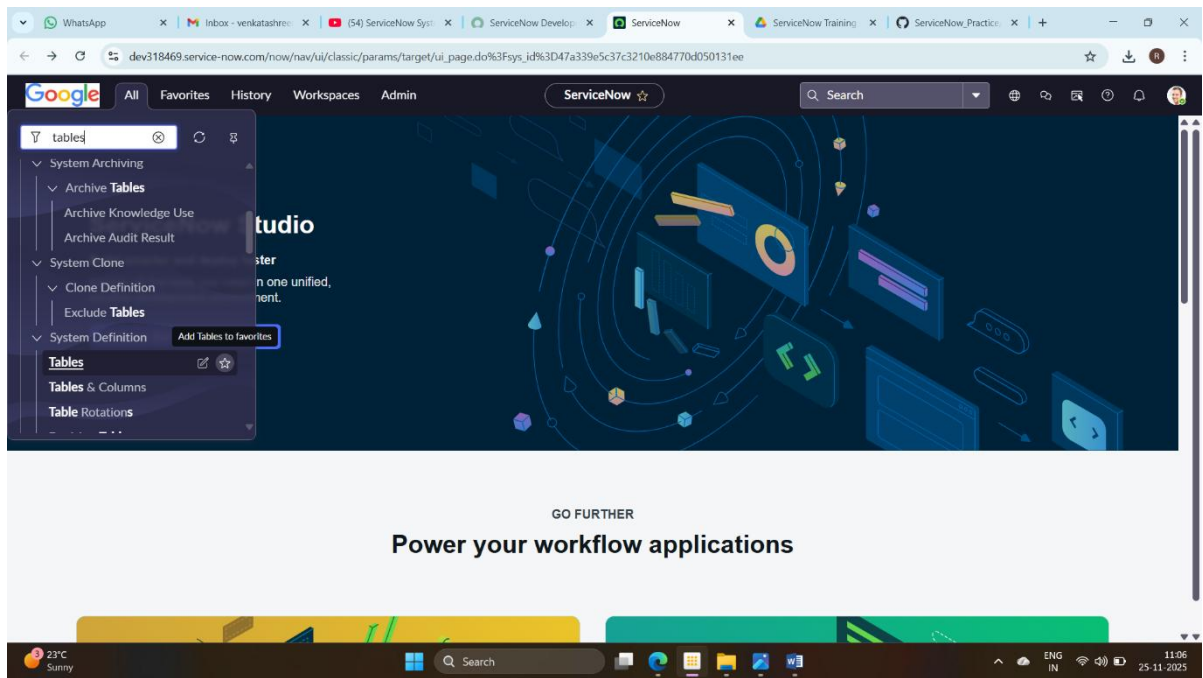 WhatsApp
Inbox - venkatashree
(54) ServiceNow Syst
ServiceNow Develop
ServiceNow
ServiceNow Training
ServiceNow_Practice
dev318469.service-now.com/now/nav/ui/classic/params/target/ui_page.do%3Fsys_id%3D47a339e5c37c3210e884770d050131ee
R
Google
All
Favorites
History
Workspaces
Admin
ServiceNow
Search
tables
System Archiving
Archive Tables
Archive Knowledge Use
Archive Audit Result
System Clone
Clone Definition
Exclude Tables
System Definition
Add Tables to favorites
Tables
Tables & Columns
Table Rotations
ServiceNow Studio
ster
n one unified,
nent.
GO FURTHER
Power your workflow applications
3
23°C
Sunny
Search
ENG
IN
11:06
25-11-2025